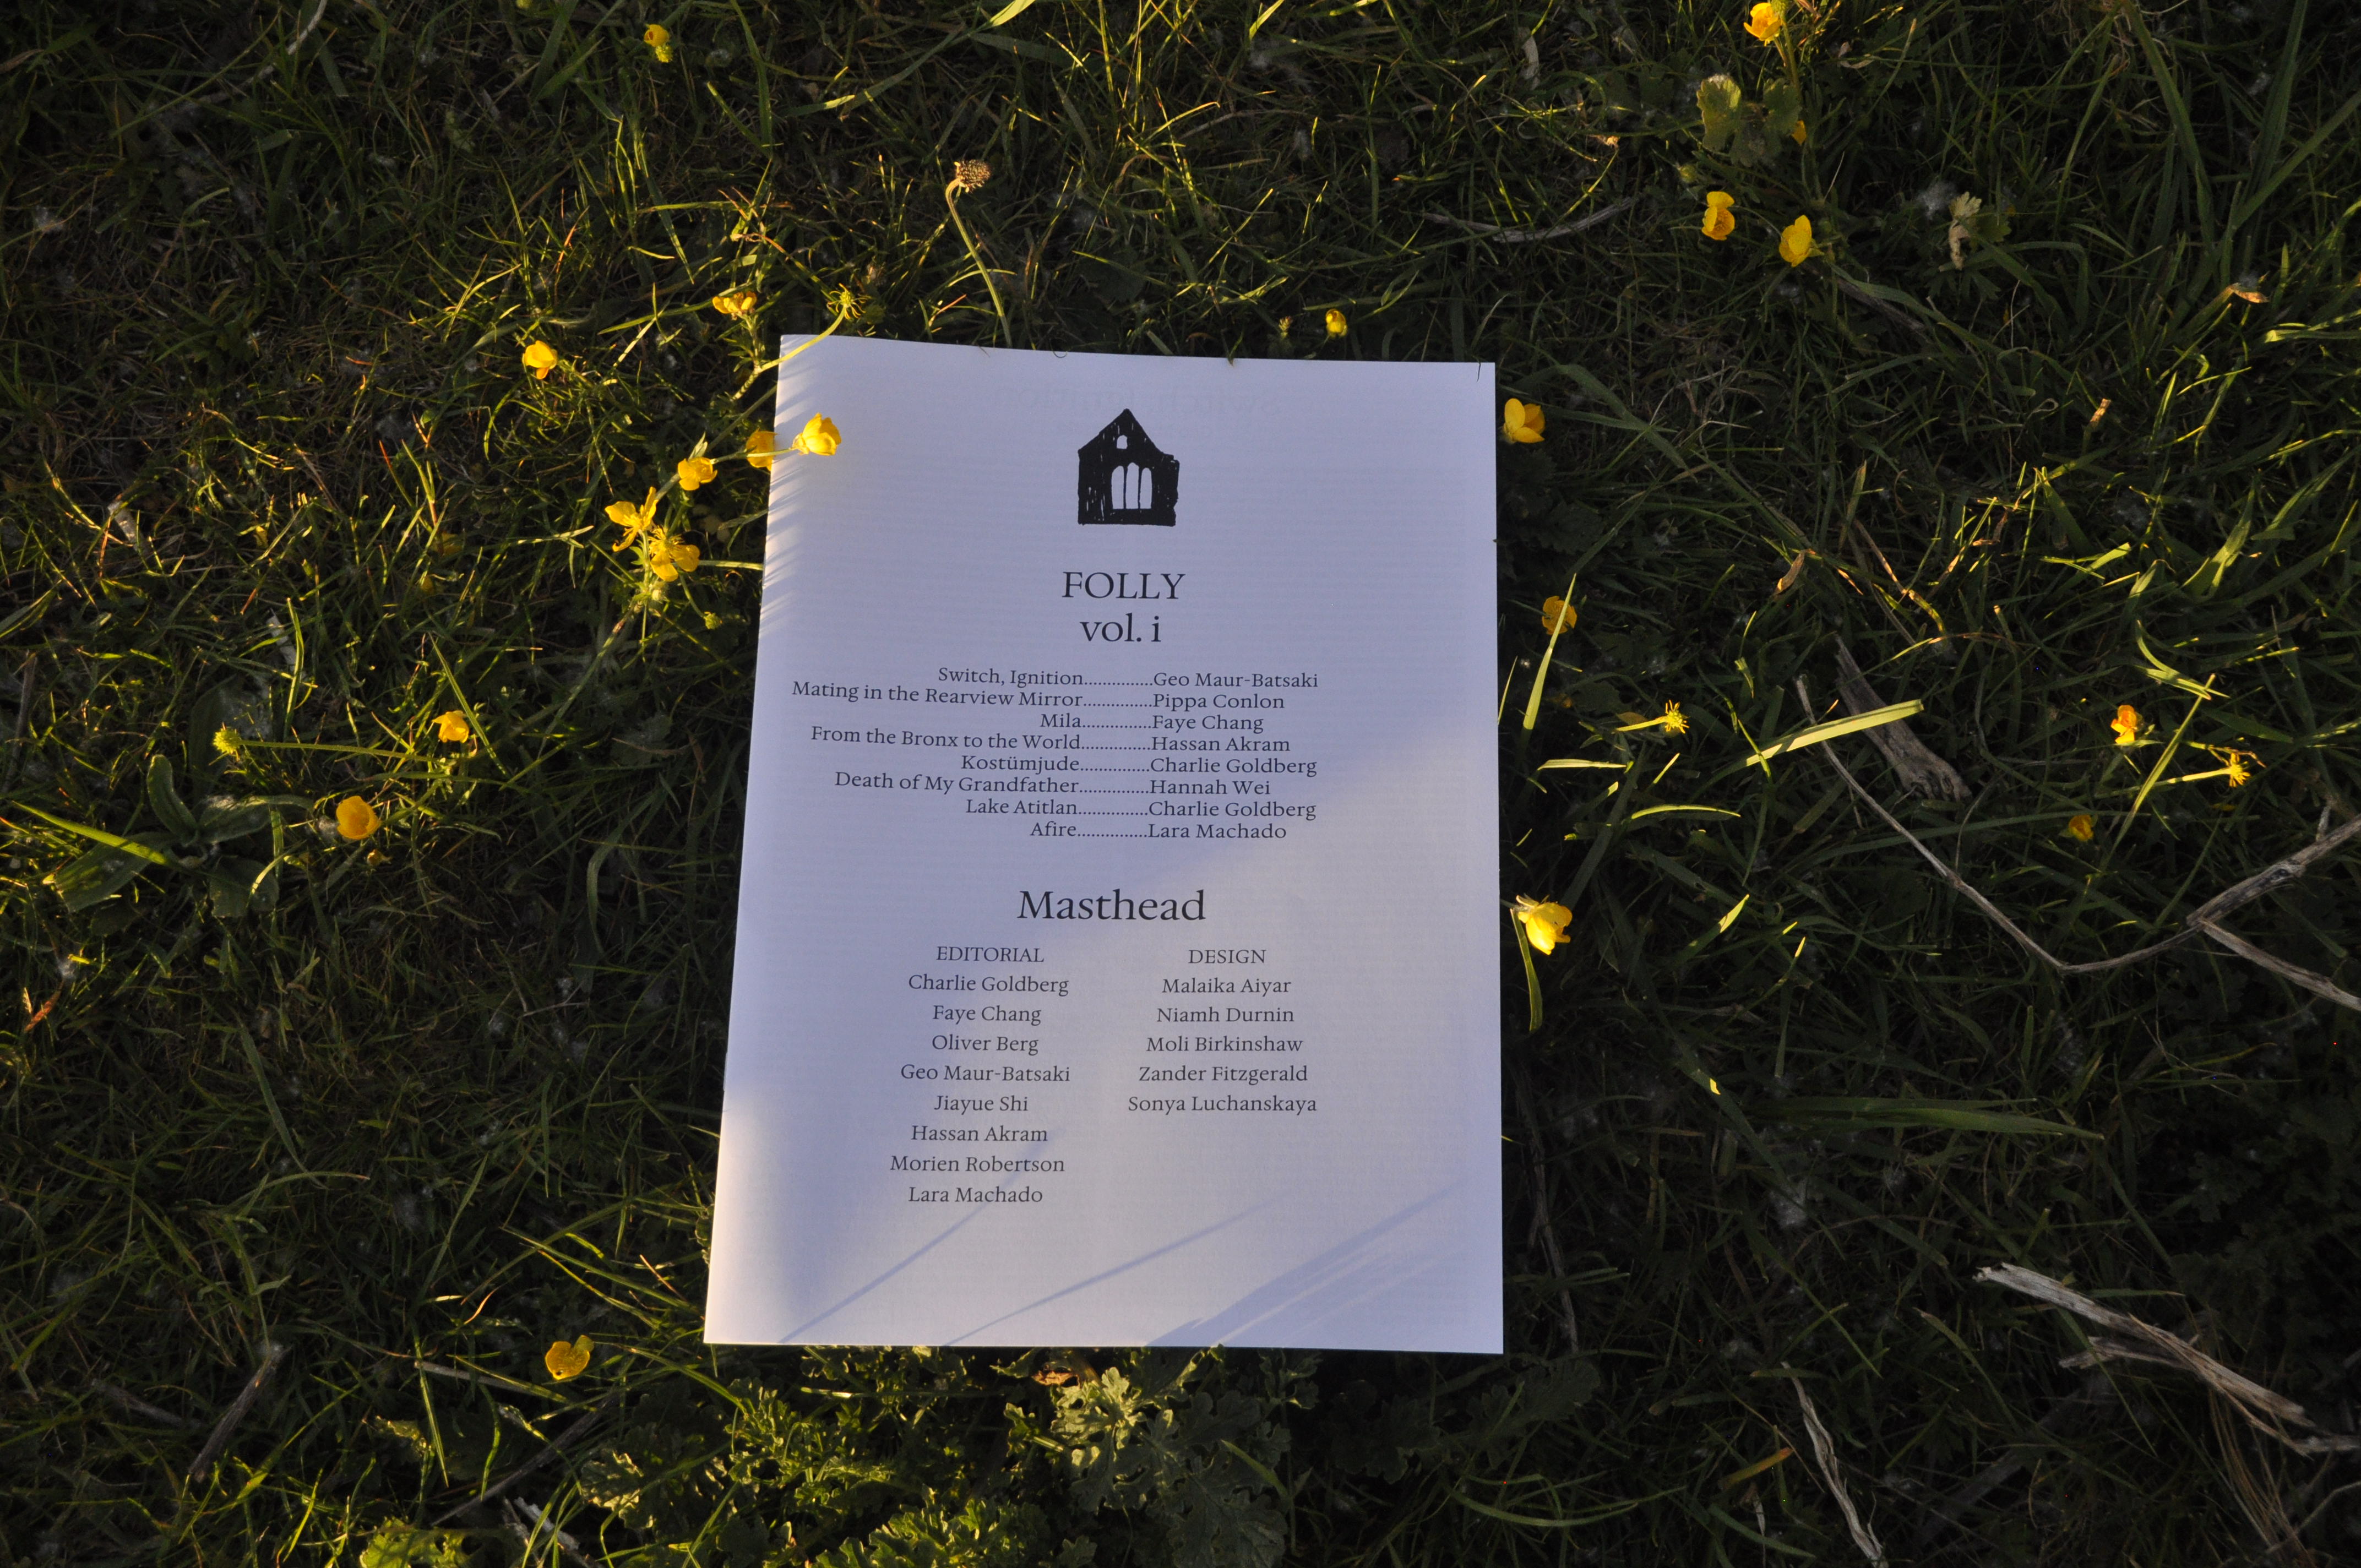 FOLLY
vol. i
Switch, Ignition..............Geo Maur-Batsaki
Mating in the Rearview Mirror..............Pippa Conlon
Mila..............Faye Chang
From the Bronx to the World..............Hassan Akram
Kostümjude..............Charlie Goldberg
Death of My Grandfather..............Hannah Wei
Lake Atitlan..............Charlie Goldberg
Afire..............Lara Machado
Masthead
EDITORIAL
Charlie Goldberg
Faye Chang
Oliver Berg
Geo Maur-Batsaki
Jiayue Shi
Hassan Akram
Morien Robertson
Lara Machado
DESIGN
Malaika Aiyar
Niamh Durnin
Moli Birkinshaw
Zander Fitzgerald
Sonya Luchanskaya